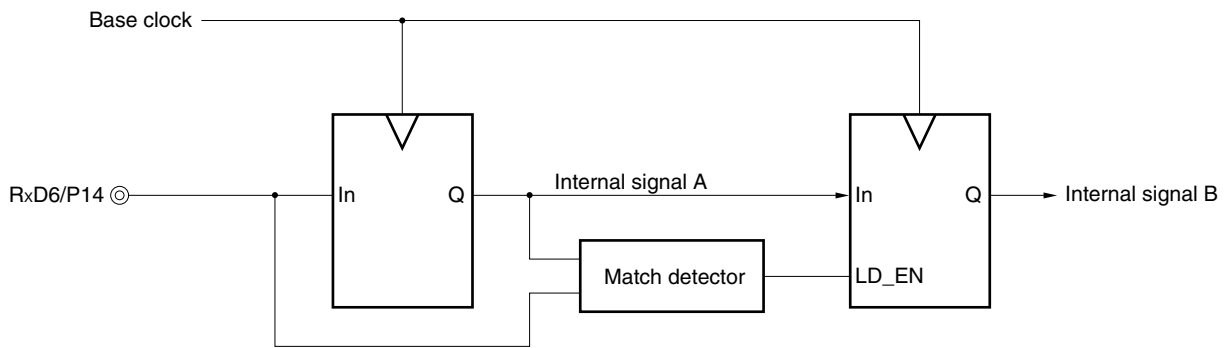 Base clock
RxD6/P14
In
Q
Internal signal A
In
Q
Internal signal B
Match detector
LD_EN